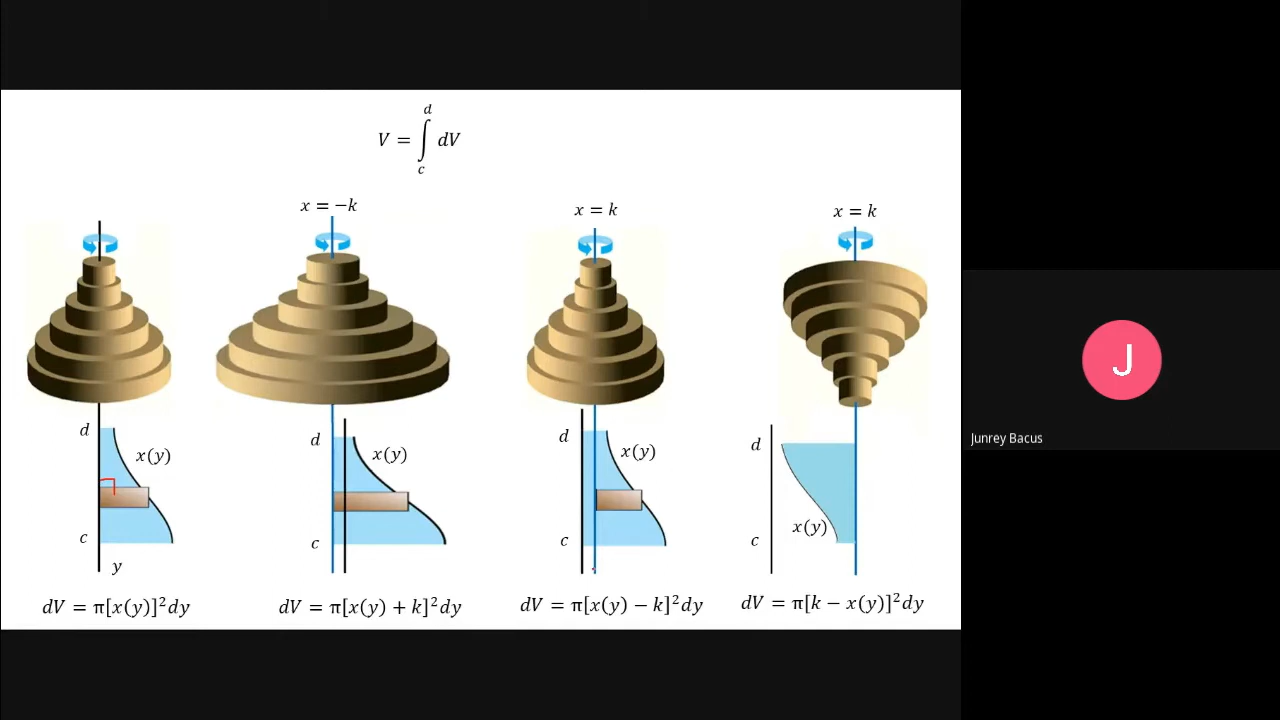 d
V = ∫ dV
c
x = −k
x = k
x = k
d
x(y)
c
y
d
x(y)
c
d
x(y)
c
d
x(y)
c
dV = π[x(y)]²dy
dV = π[x(y) + k]²dy
dV = π[x(y) − k]²dy
dV = π[k − x(y)]²dy
J
Junrey Bacus